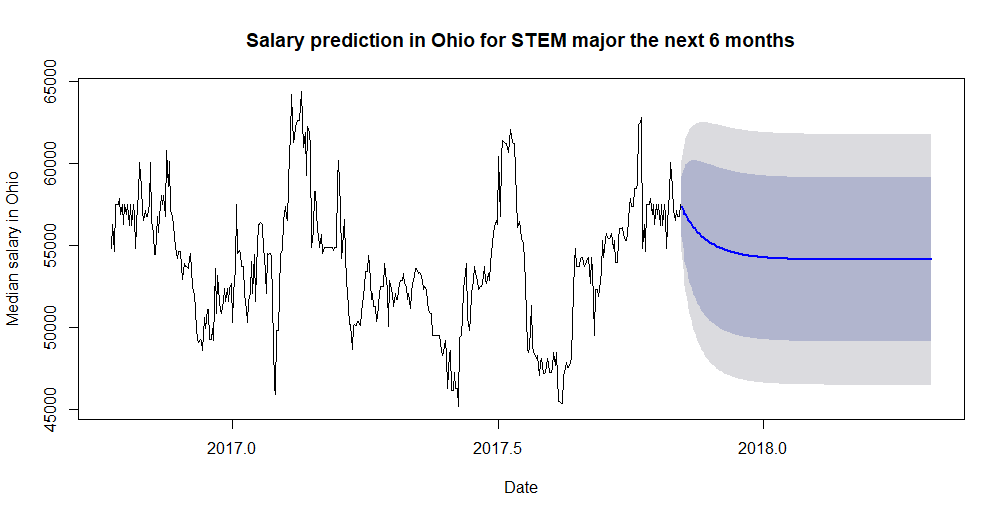 Salary prediction in Ohio for STEM major the next 6 months
Median salary in Ohio
65000
60000
55000
50000
45000
2017.0 2017.5 2018.0
Date